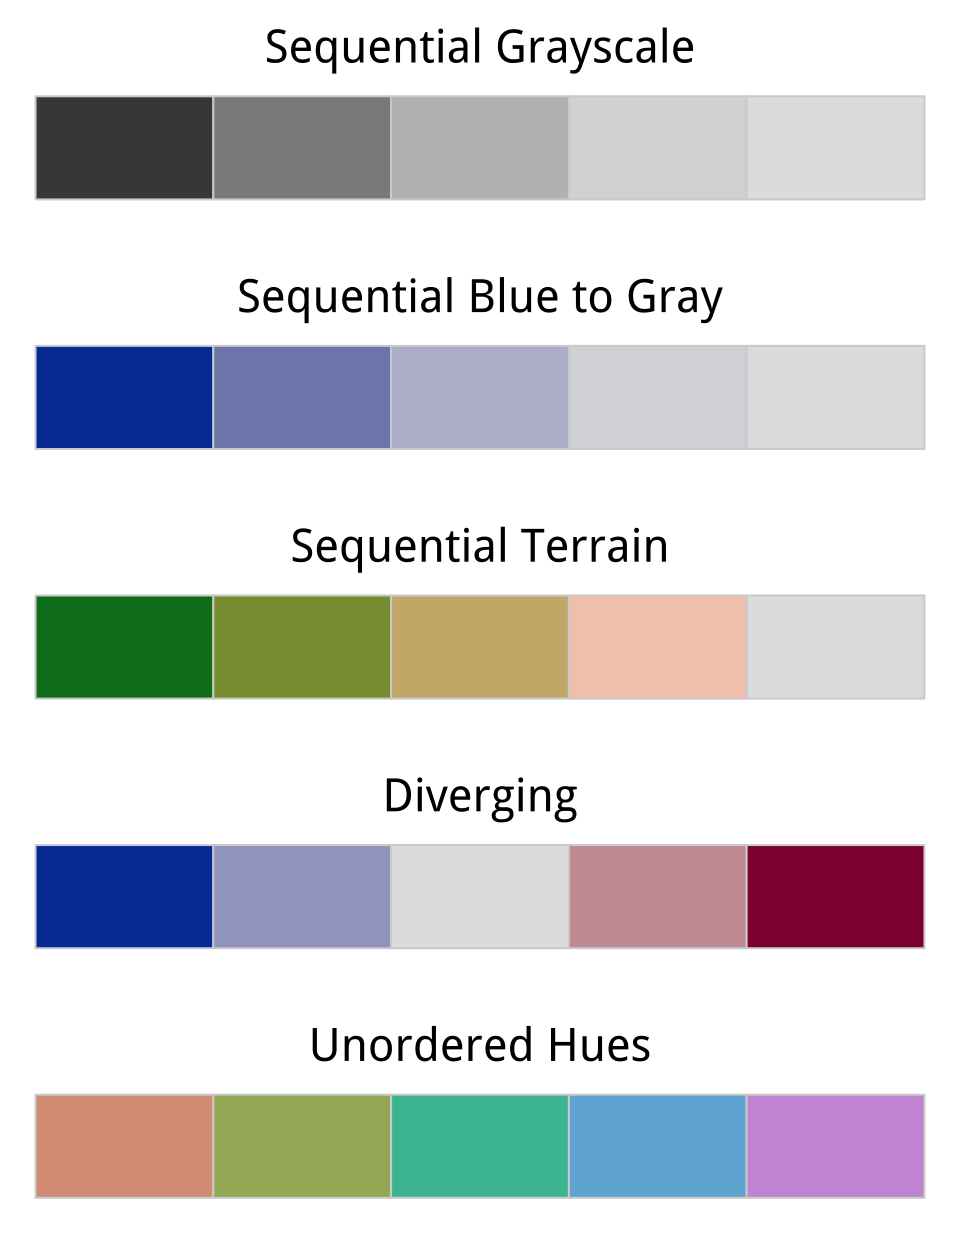 Sequential Grayscale
Sequential Blue to Gray
Sequential Terrain
Diverging
Unordered Hues